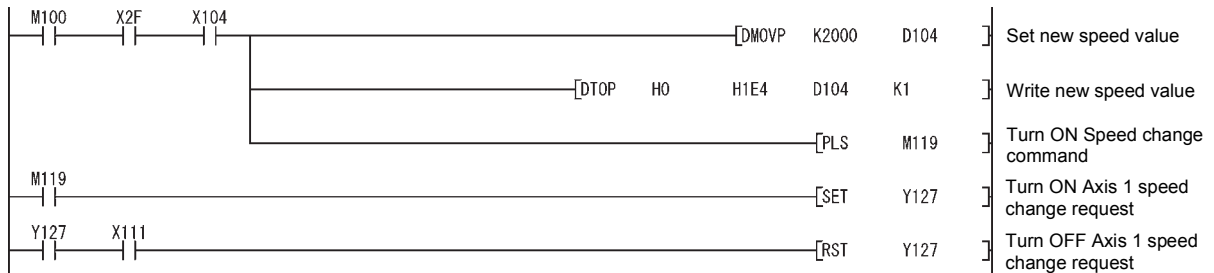 M100 X2F X104
[DMOVP K2000 D104 ] Set new speed value
[DTOP H0 H1E4 D104 K1 ] Write new speed value
[PLS M119 ] Turn ON Speed change
command
M119
[SET Y127 ] Turn ON Axis 1 speed
change request
Y127 X111
[RST Y127 ] Turn OFF Axis 1 speed
change request